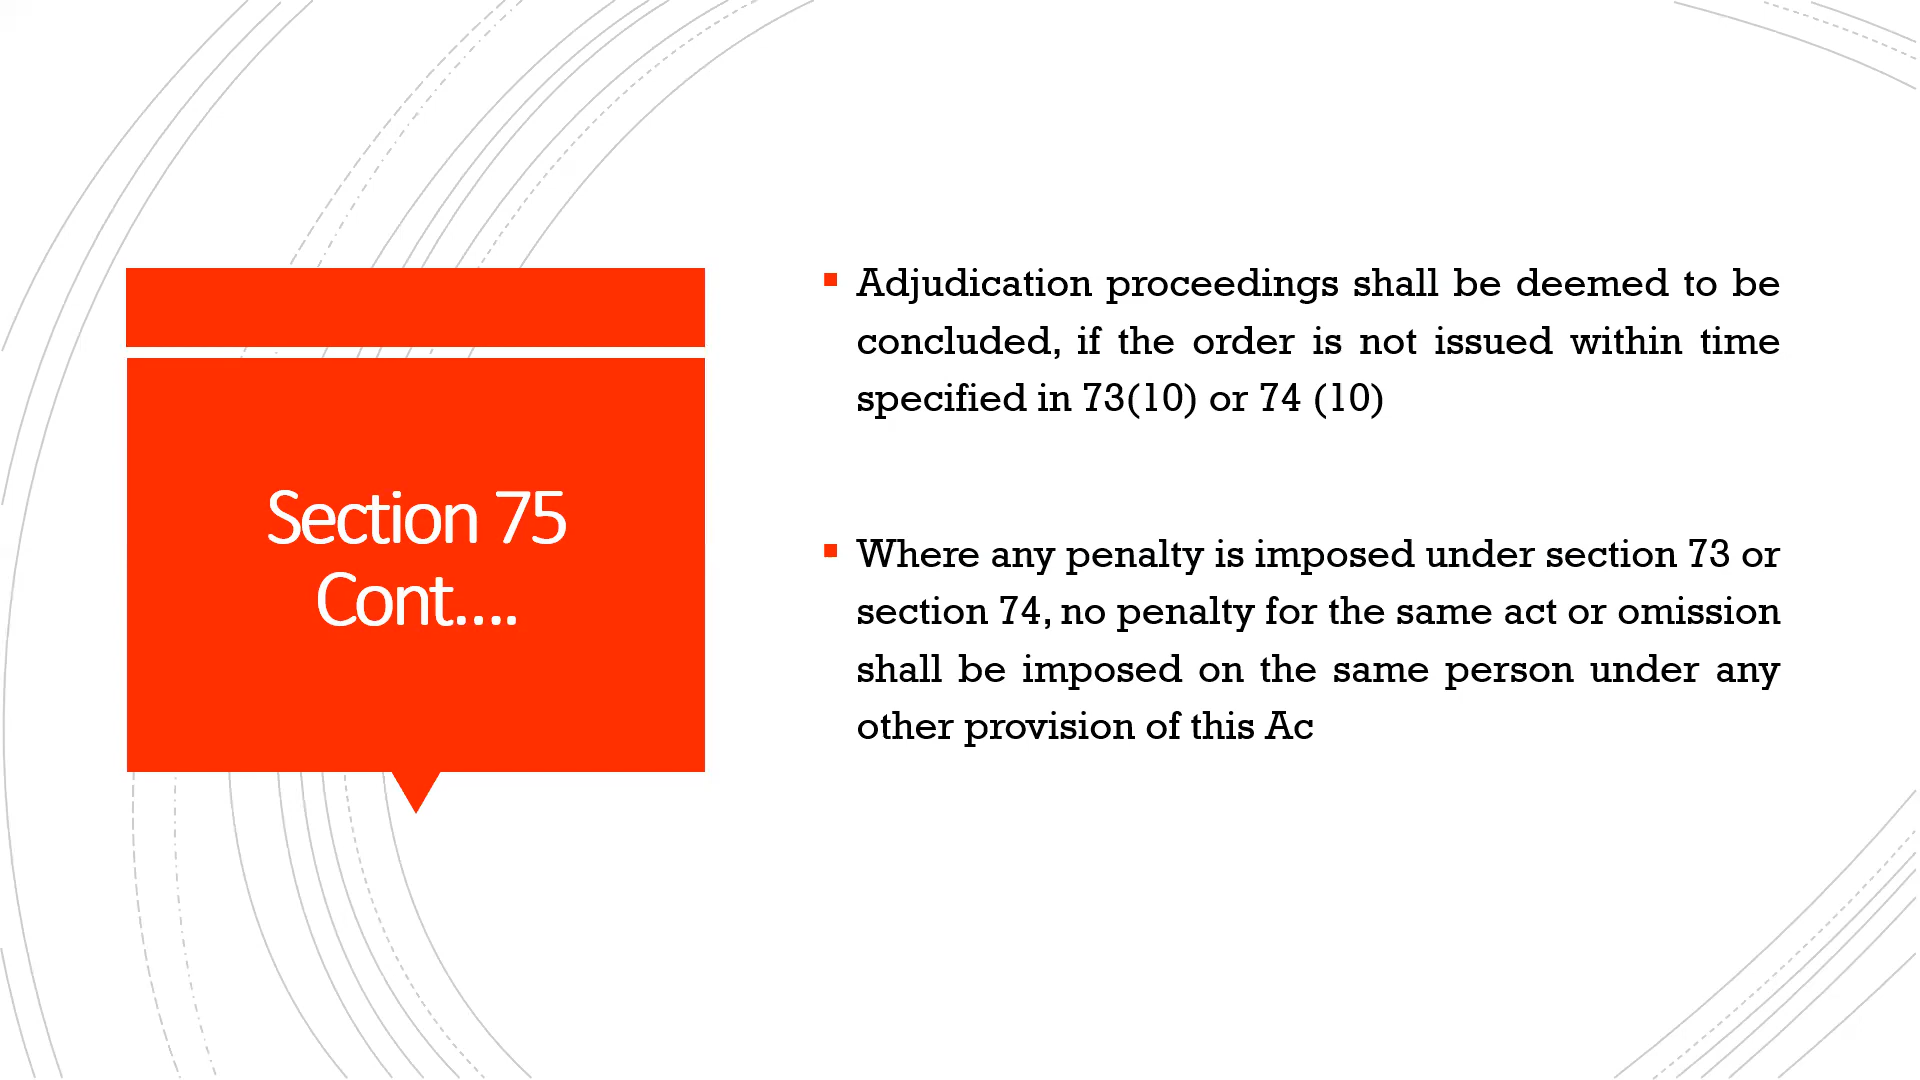 Section 75
Cont....
Adjudication proceedings shall be deemed to be
concluded, if the order is not issued within time
specified in 73(10) or 74 (10)
Where any penalty is imposed under section 73 or
section 74, no penalty for the same act or omission
shall be imposed on the same person under any
other provision of this Ac